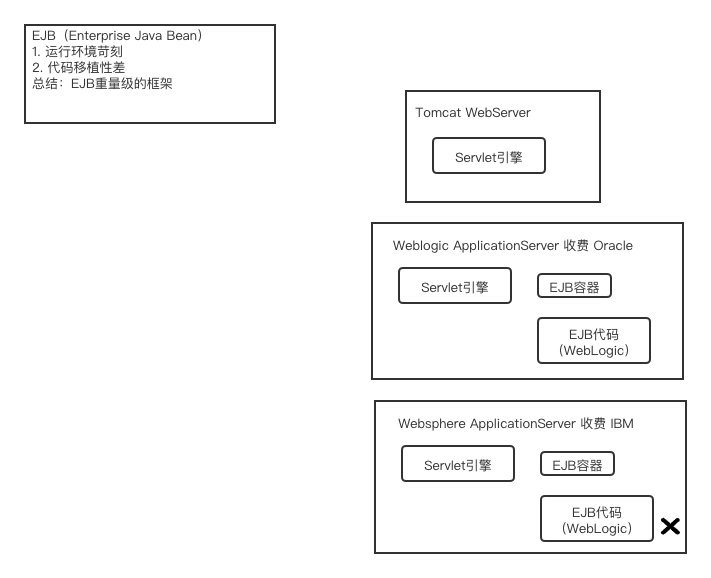 EJB（Enterprise Java Bean）
1. 运行环境苛刻
2. 代码移植性差
总结：EJB重量级的框架
Tomcat WebServer
Servlet引擎
Weblogic ApplicationServer 收费 Oracle
Servlet引擎
EJB容器
EJB代码
（WebLogic）
Websphere ApplicationServer 收费 IBM
Servlet引擎
EJB容器
EJB代码
（WebLogic）